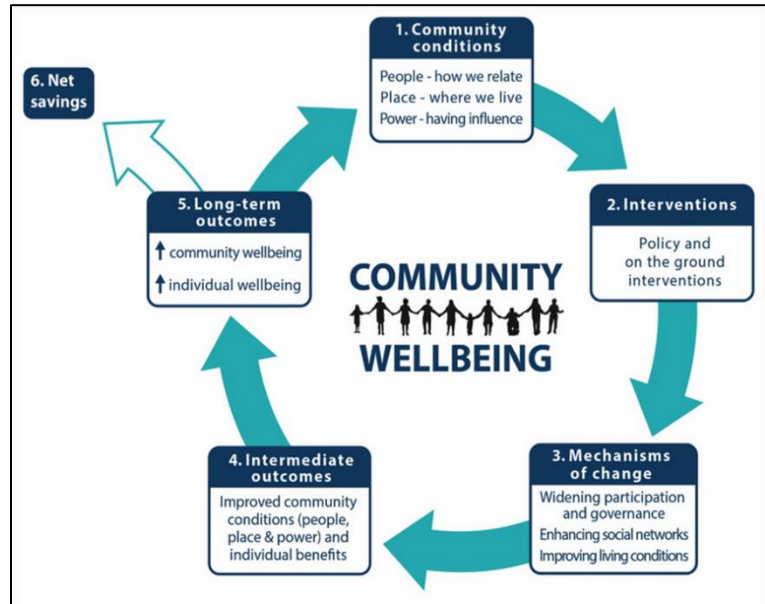 1. Community
conditions
People - how we relate
Place - where we live
Power - having influence
2. Interventions
Policy and
on the ground
interventions
3. Mechanisms
of change
Widening participation
and governance
Enhancing social networks
Improving living conditions
4. Intermediate
outcomes
Improved community
conditions (people,
place & power) and
individual benefits
5. Long-term
outcomes
community wellbeing
individual wellbeing
6. Net
savings
COMMUNITY
WELLBEING